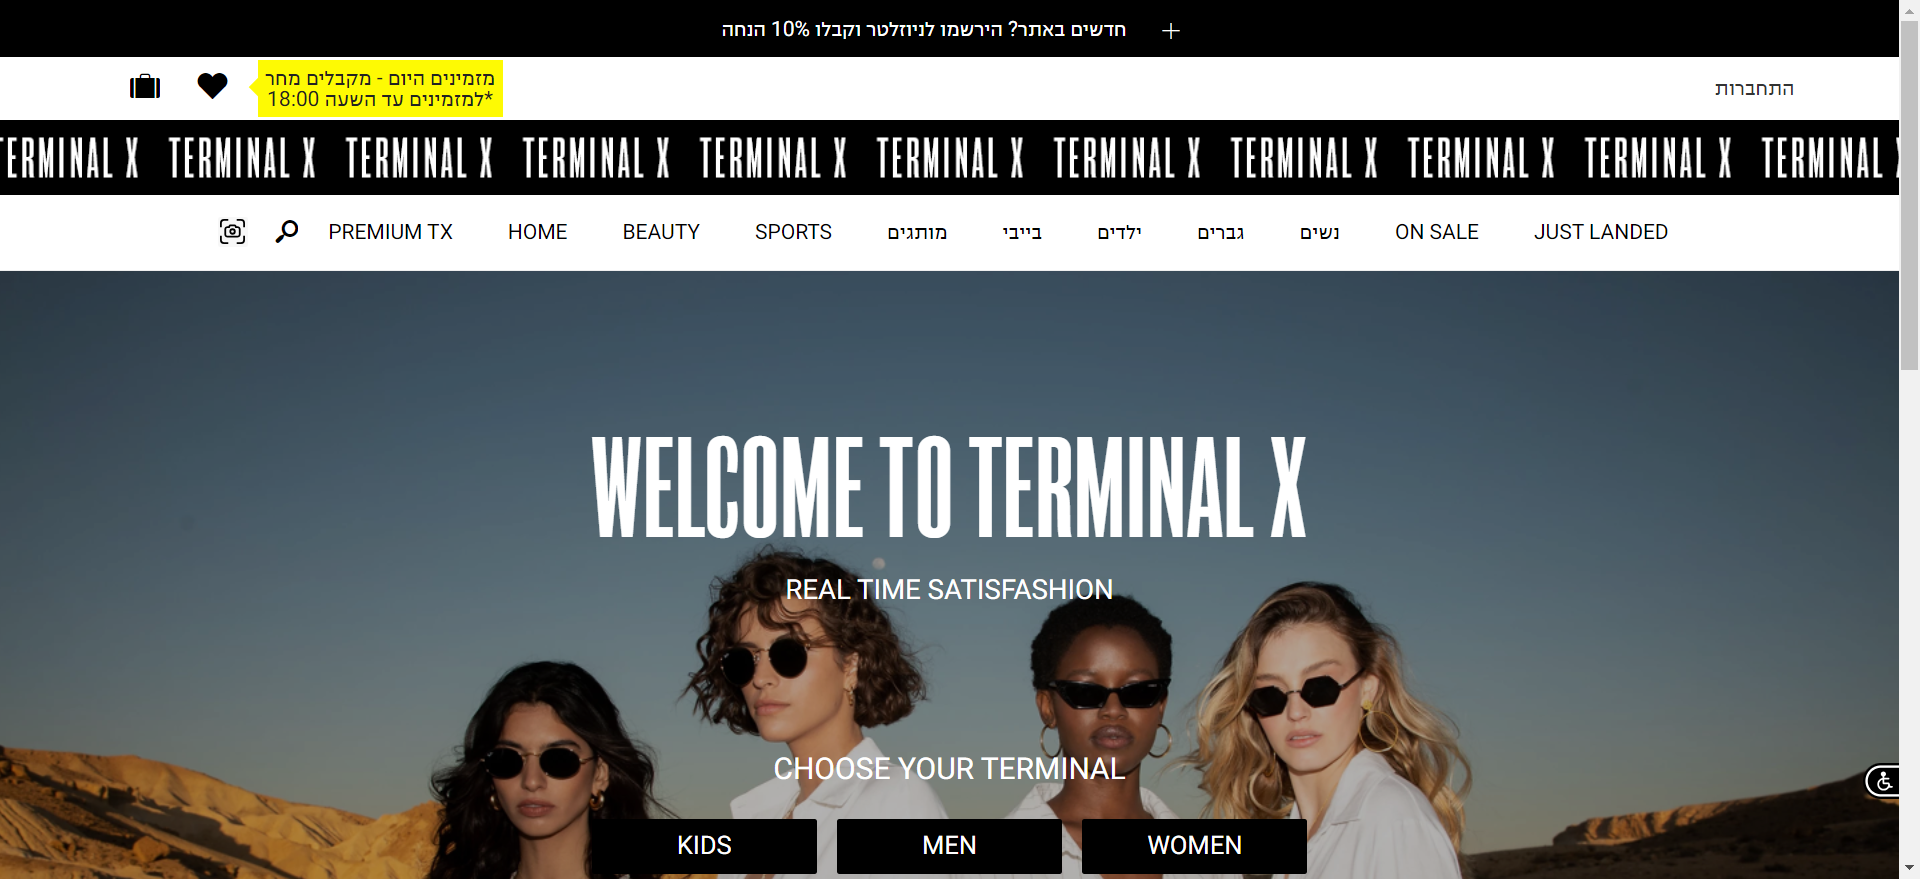 חדשים באתר? הירשמו לניוזלטר וקבלו 10% הנחה
התחברות
מזמינים היום - מקבלים מחר
*למזמינים עד השעה 18:00
TERMINAL X TERMINAL X TERMINAL X TERMINAL X TERMINAL X TERMINAL X TERMINAL X TERMINAL X TERMINAL X TERMINAL X TERMINAL X
PREMIUM TX HOME BEAUTY SPORTS מותגים בייבי ילדים גברים נשים ON SALE JUST LANDED
WELCOME TO TERMINAL X
REAL TIME SATISFASHION
CHOOSE YOUR TERMINAL
KIDS MEN WOMEN